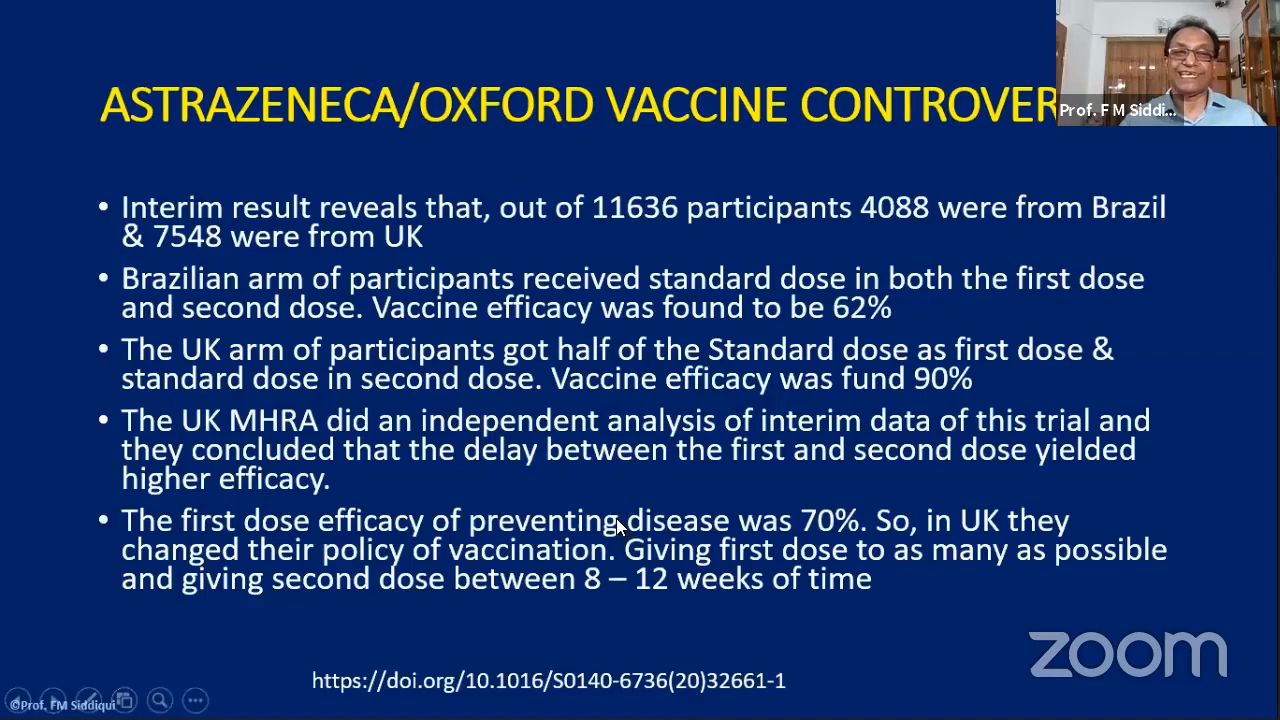 ASTRAZENECA/OXFORD VACCINE CONTROVER
Prof. F M Siddi...
• Interim result reveals that, out of 11636 participants 4088 were from Brazil
& 7548 were from UK
• Brazilian arm of participants received standard dose in both the first dose
and second dose. Vaccine efficacy was found to be 62%
• The UK arm of participants got half of the Standard dose as first dose &
standard dose in second dose. Vaccine efficacy was fund 90%
• The UK MHRA did an independent analysis of interim data of this trial and
they concluded that the delay between the first and second dose yielded
higher efficacy.
• The first dose efficacy of preventing disease was 70%. So, in UK they
changed their policy of vaccination. Giving first dose to as many as possible
and giving second dose between 8 – 12 weeks of time
zoom
https://doi.org/10.1016/S0140-6736(20)32661-1
©Prof. FM Siddiqui